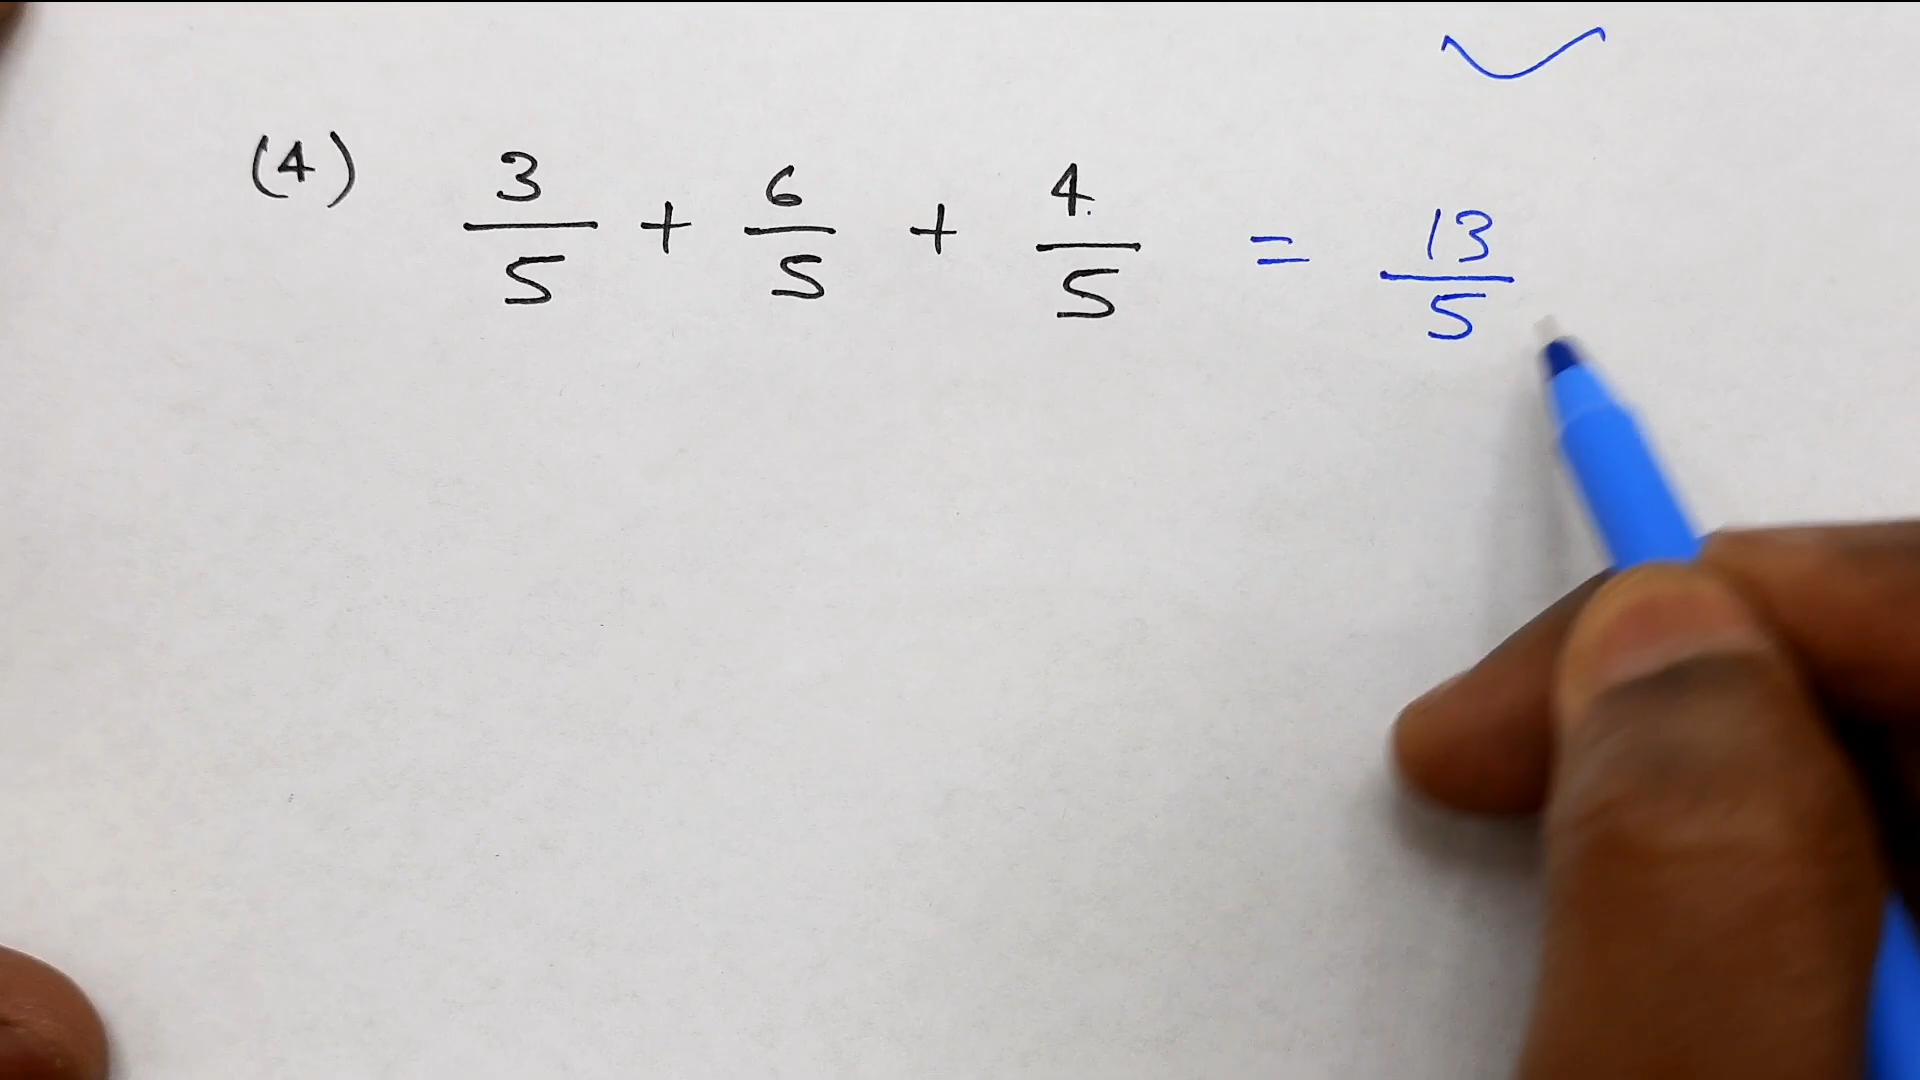 (4) 3/5 + 6/5 + 4/5 = 13/5